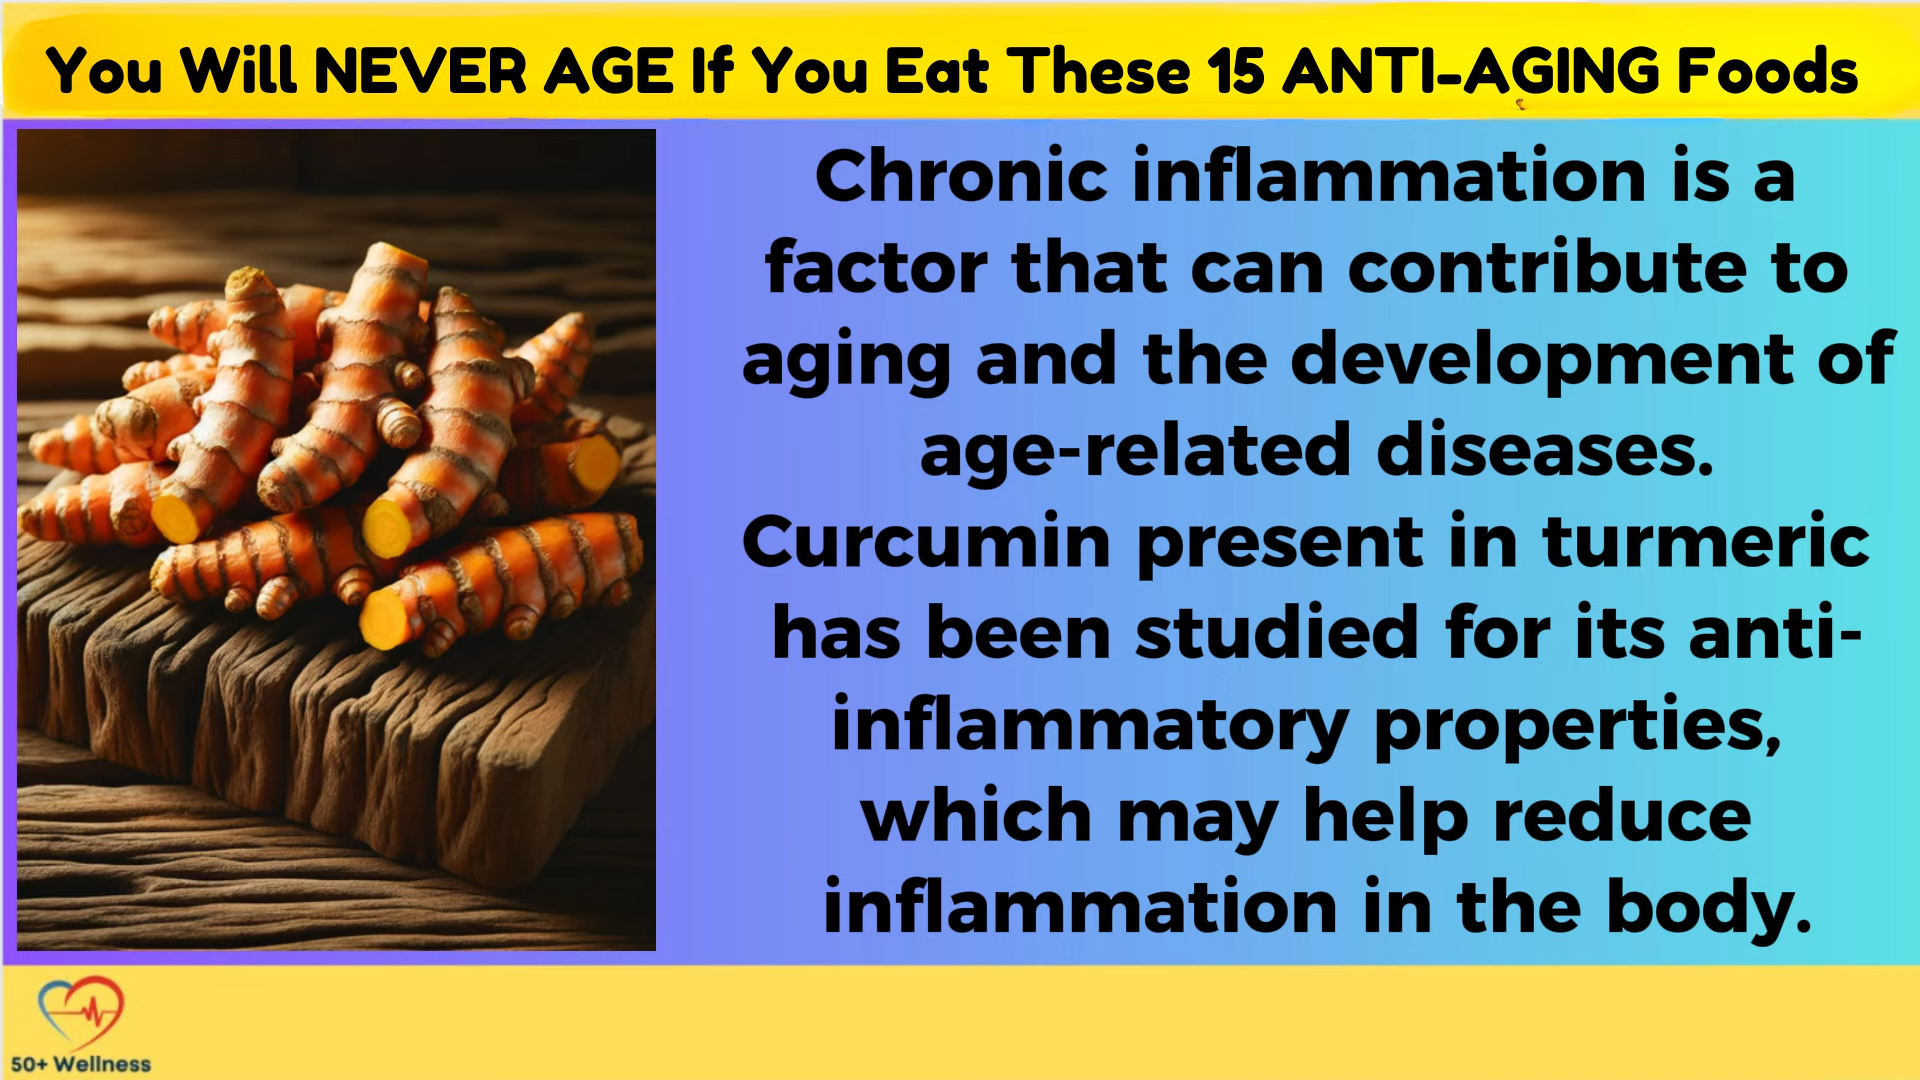 You Will NEVER AGE If You Eat These 15 ANTI-AGING Foods
Chronic inflammation is a
factor that can contribute to
aging and the development of
age-related diseases.
Curcumin present in turmeric
has been studied for its anti-
inflammatory properties,
which may help reduce
inflammation in the body.
50+ Wellness